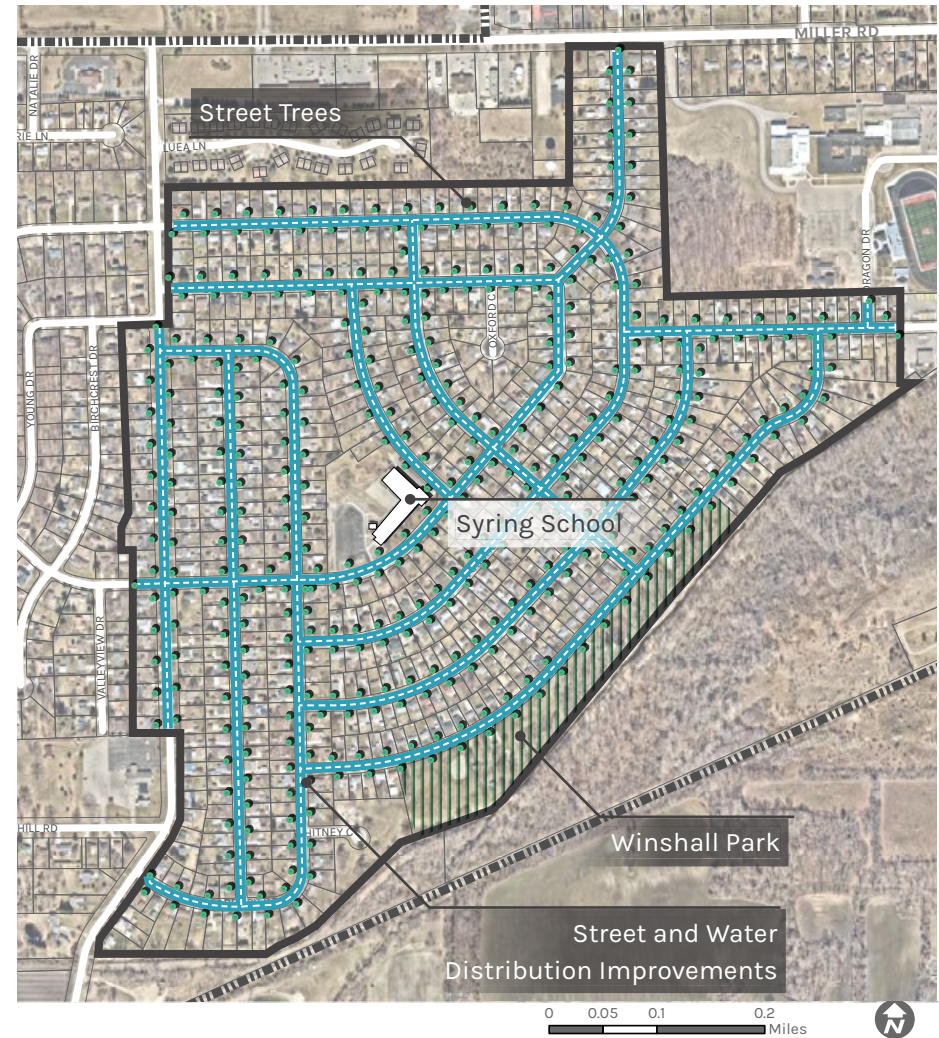 MILLER RD
NATALIE DR
Street Trees
RIE LN
LUEA LN
DRAGON DR
OXFORD C
YOUNG DR
BIRCHCREST DR
Syring School
VALLEYVIEW DR
HILL RD
HITNEY C
Winshall Park
Street and Water
Distribution Improvements
0 0.05 0.1 0.2
Miles
N